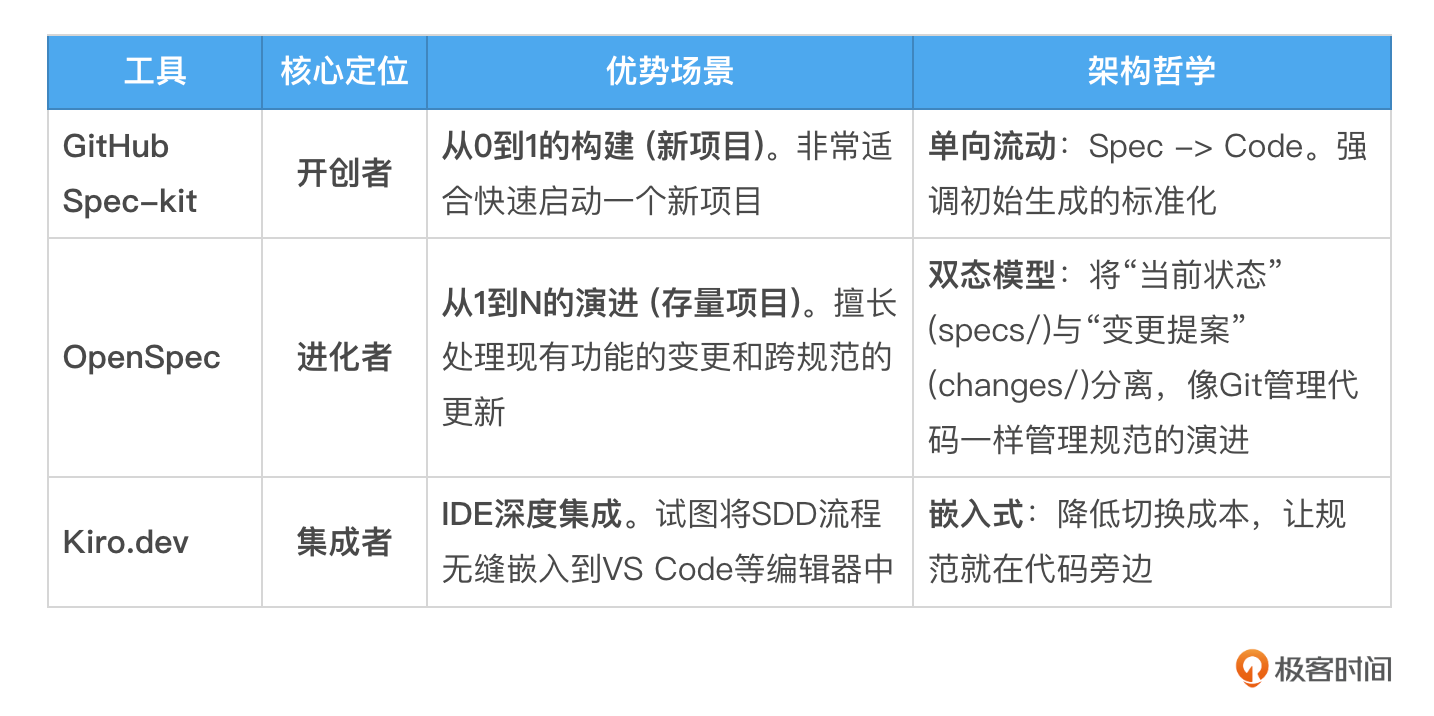 工具
核心定位
优势场景
架构哲学
GitHub
Spec-kit
开创者
从0到1的构建 (新项目)。非常适
合快速启动一个新项目
单向流动：Spec –> Code。强
调初始生成的标准化
OpenSpec
进化者
从1到N的演进 (存量项目)。擅长
处理现有功能的变更和跨规范的
更新
双态模型：将“当前状态”
(specs/)与“变更提案”
(changes/)分离，像Git管理代
码一样管理规范的演进
Kiro.dev
集成者
IDE深度集成。试图将SDD流程
无缝嵌入到VS Code等编辑器中
嵌入式：降低切换成本，让规
范就在代码旁边
极客时间